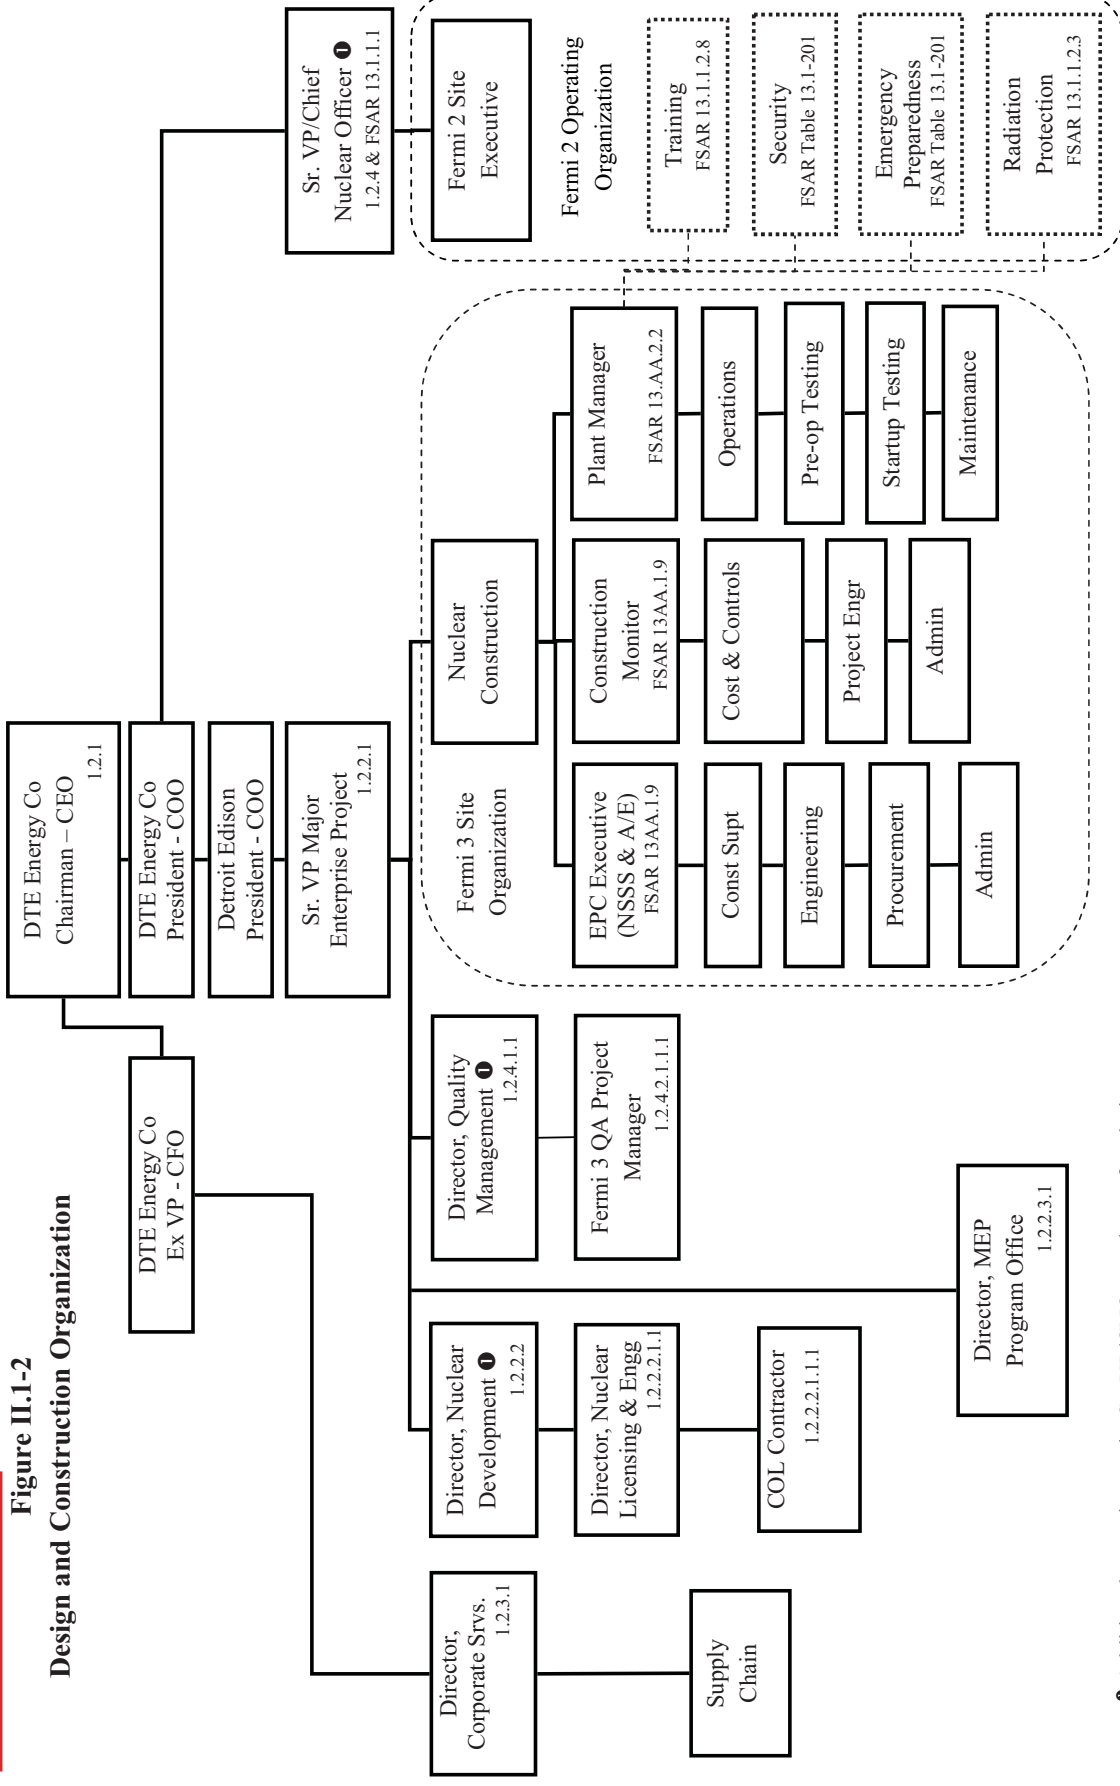 Figure II.1-2
Design and Construction Organization
DTE Energy Co
Chairman – CEO
1.2.1
DTE Energy Co
Ex VP - CFO
DTE Energy Co
President - COO
Detroit Edison
President - COO
Sr. VP Major
Enterprise Project
1.2.2.1
Sr. VP/Chief
Nuclear Officer ❶
1.2.4 & FSAR 13.1.1.1
Director,
Corporate Srvs.
1.2.3.1
Supply
Chain
Director, Nuclear
Development ❶
1.2.2.2
Director, Nuclear
Licensing & Engg
1.2.2.2.1.1
COL Contractor
1.2.2.2.1.1.1
Director, MEP
Program Office
1.2.2.3.1
Director, Quality
Management ❶
1.2.4.1.1
Fermi 3 QA Project
Manager
1.2.4.2.1.1.1
Fermi 3 Site
Organization
Nuclear
Construction
EPC Executive
(NSSS & A/E)
FSAR 13AA.1.9
Const Supt
Engineering
Procurement
Admin
Construction
Monitor
FSAR 13AA.1.9
Cost & Controls
Project Engr
Admin
Plant Manager
FSAR 13.AA.2.2
Operations
Pre-op Testing
Startup Testing
Maintenance
Fermi 2 Site
Executive
Fermi 2 Operating
Organization
Training
FSAR 13.1.1.2.8
Security
FSAR Table 13.1-201
Emergency
Preparedness
FSAR Table 13.1-201
Radiation
Protection
FSAR 13.1.1.2.3